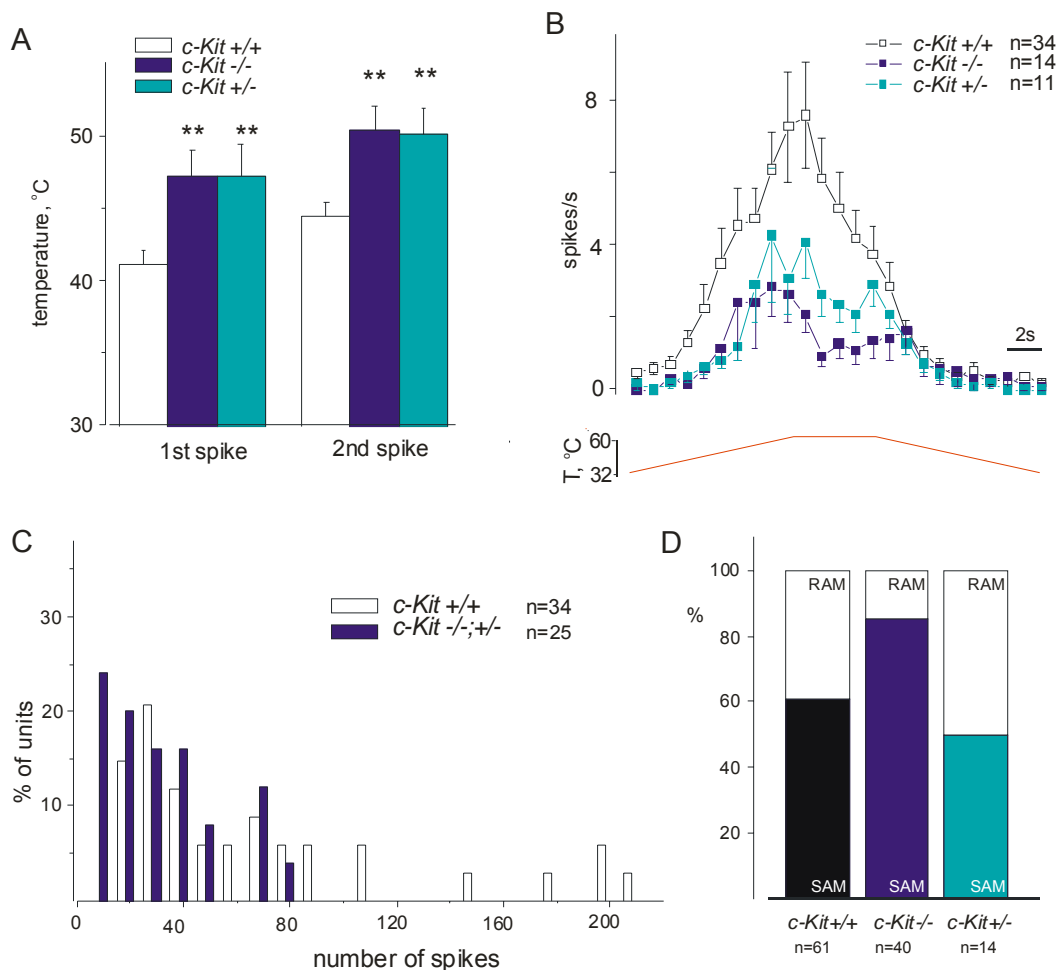 A
c-Kit +/+
c-Kit -/-
c-Kit +/-
** ** ** **
temperature, °C
50
40
30
1st spike 2nd spike
B
c-Kit +/+ n=34
c-Kit -/- n=14
c-Kit +/- n=11
spikes/s
8
4
0
2s
T, °C
60
32
C
c-Kit +/+ n=34
c-Kit -/-;+/- n=25
% of units
30
20
10
0 40 80 120 160 200
number of spikes
D
%
100
80
60
40
20
RAM RAM RAM
SAM SAM SAM
c-Kit+/+ c-Kit-/- c-Kit+/-
n=61 n=40 n=14